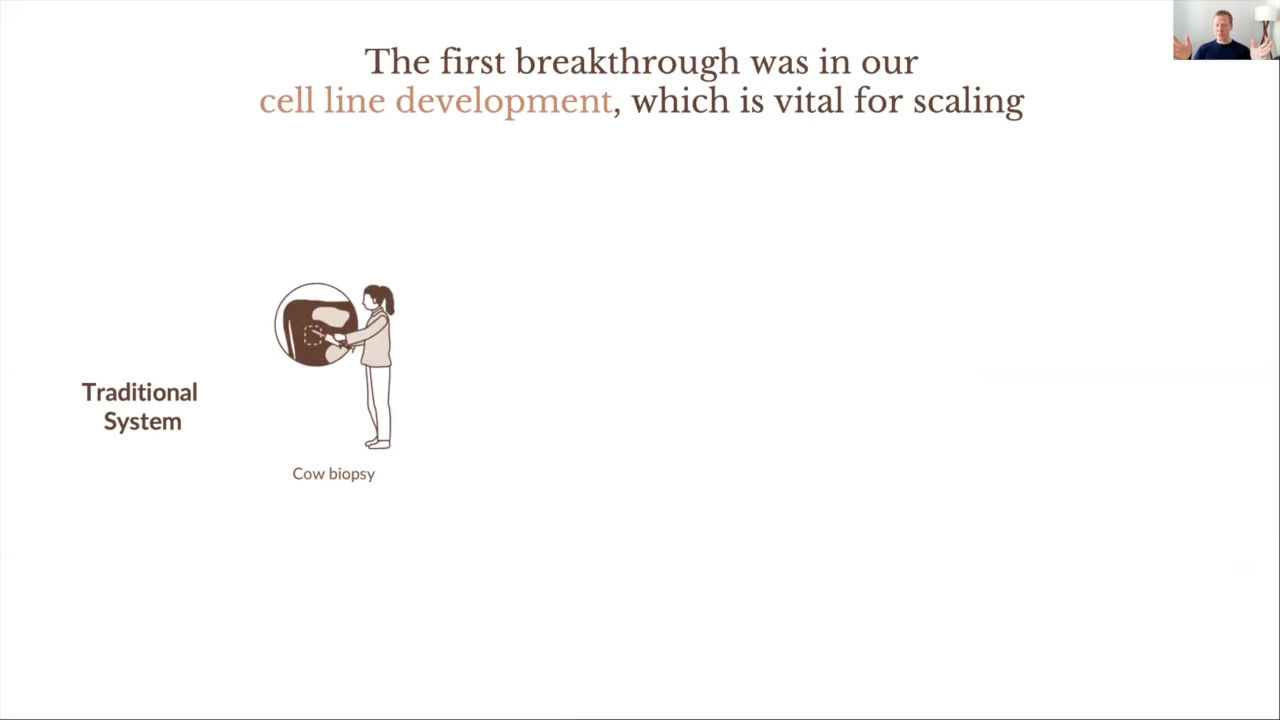 The first breakthrough was in our
cell line development, which is vital for scaling
Traditional
System
Cow biopsy